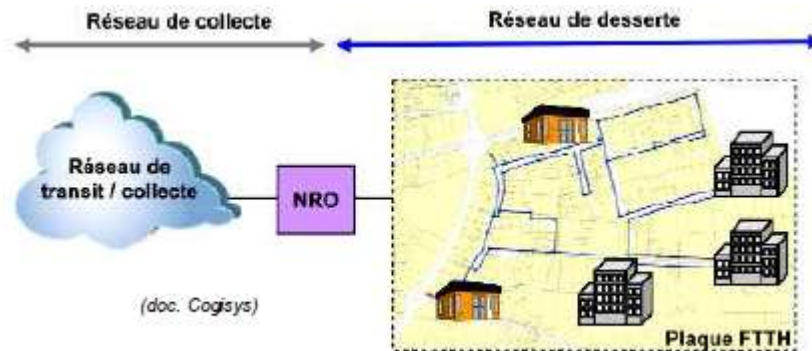 Réseau de collecte
Réseau de desserte
Réseau de
transit / collecte
NRO
(doc. Cogisys)
Plaque FTTH